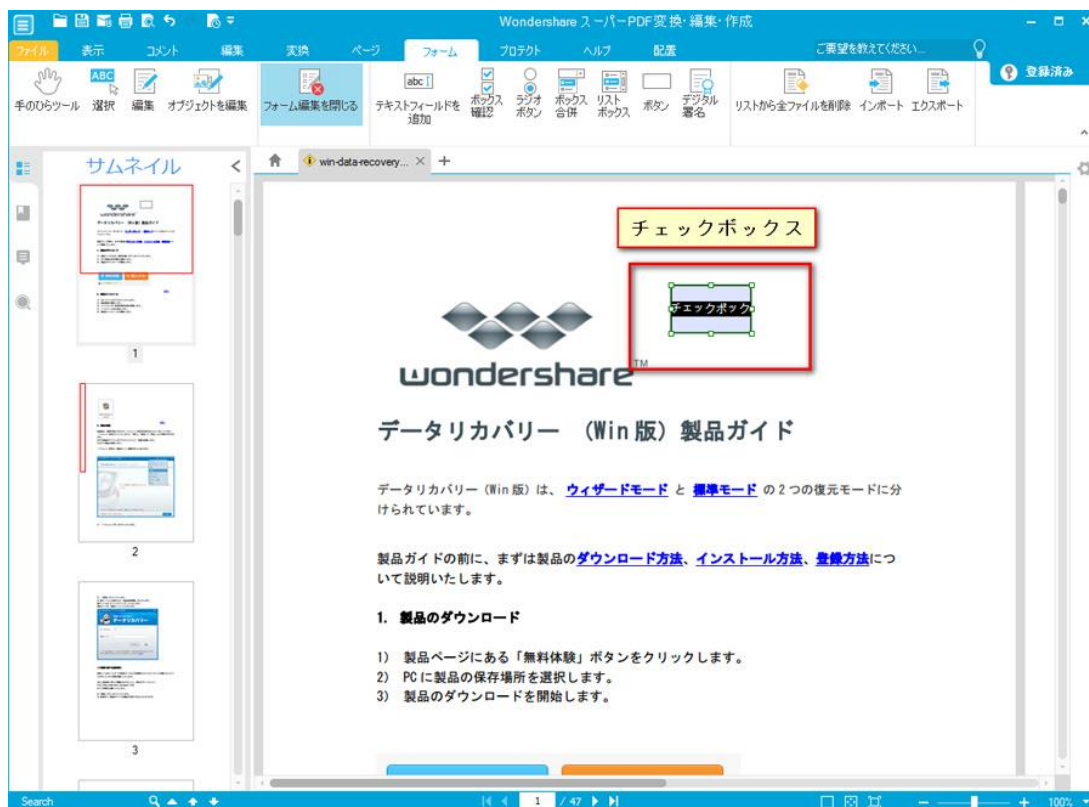 Wondershare スーパーPDF変換・編集・作成
ファイル 表示 コメント 編集 変換 ページ フォーム プロテクト ヘルプ 配置 ご要望を教えてください...
登録済み
手のひらツール 選択 編集 オブジェクトを編集 フォーム編集を閉じる テキストフィールドを追加 ボックス確認 ラジオボタン ボックス合併 リストボックス ボタン デジタル署名 リストから全ファイルを削除 インポート エクスポート
サムネイル
win-data-recovery...
1
2
3
チェックボックス
チェックボック
wondershare™
データリカバリー （Win版）製品ガイド
データリカバリー（Win版）は、 ウィザードモード と 標準モード の2つの復元モードに分
けられています。
製品ガイドの前に、まずは製品のダウンロード方法、インストール方法、登録方法につ
いて説明いたします。
1. 製品のダウンロード
1) 製品ページにある「無料体験」ボタンをクリックします。
2) PCに製品の保存場所を選択します。
3) 製品のダウンロードを開始します。
Search
1 / 47
100%